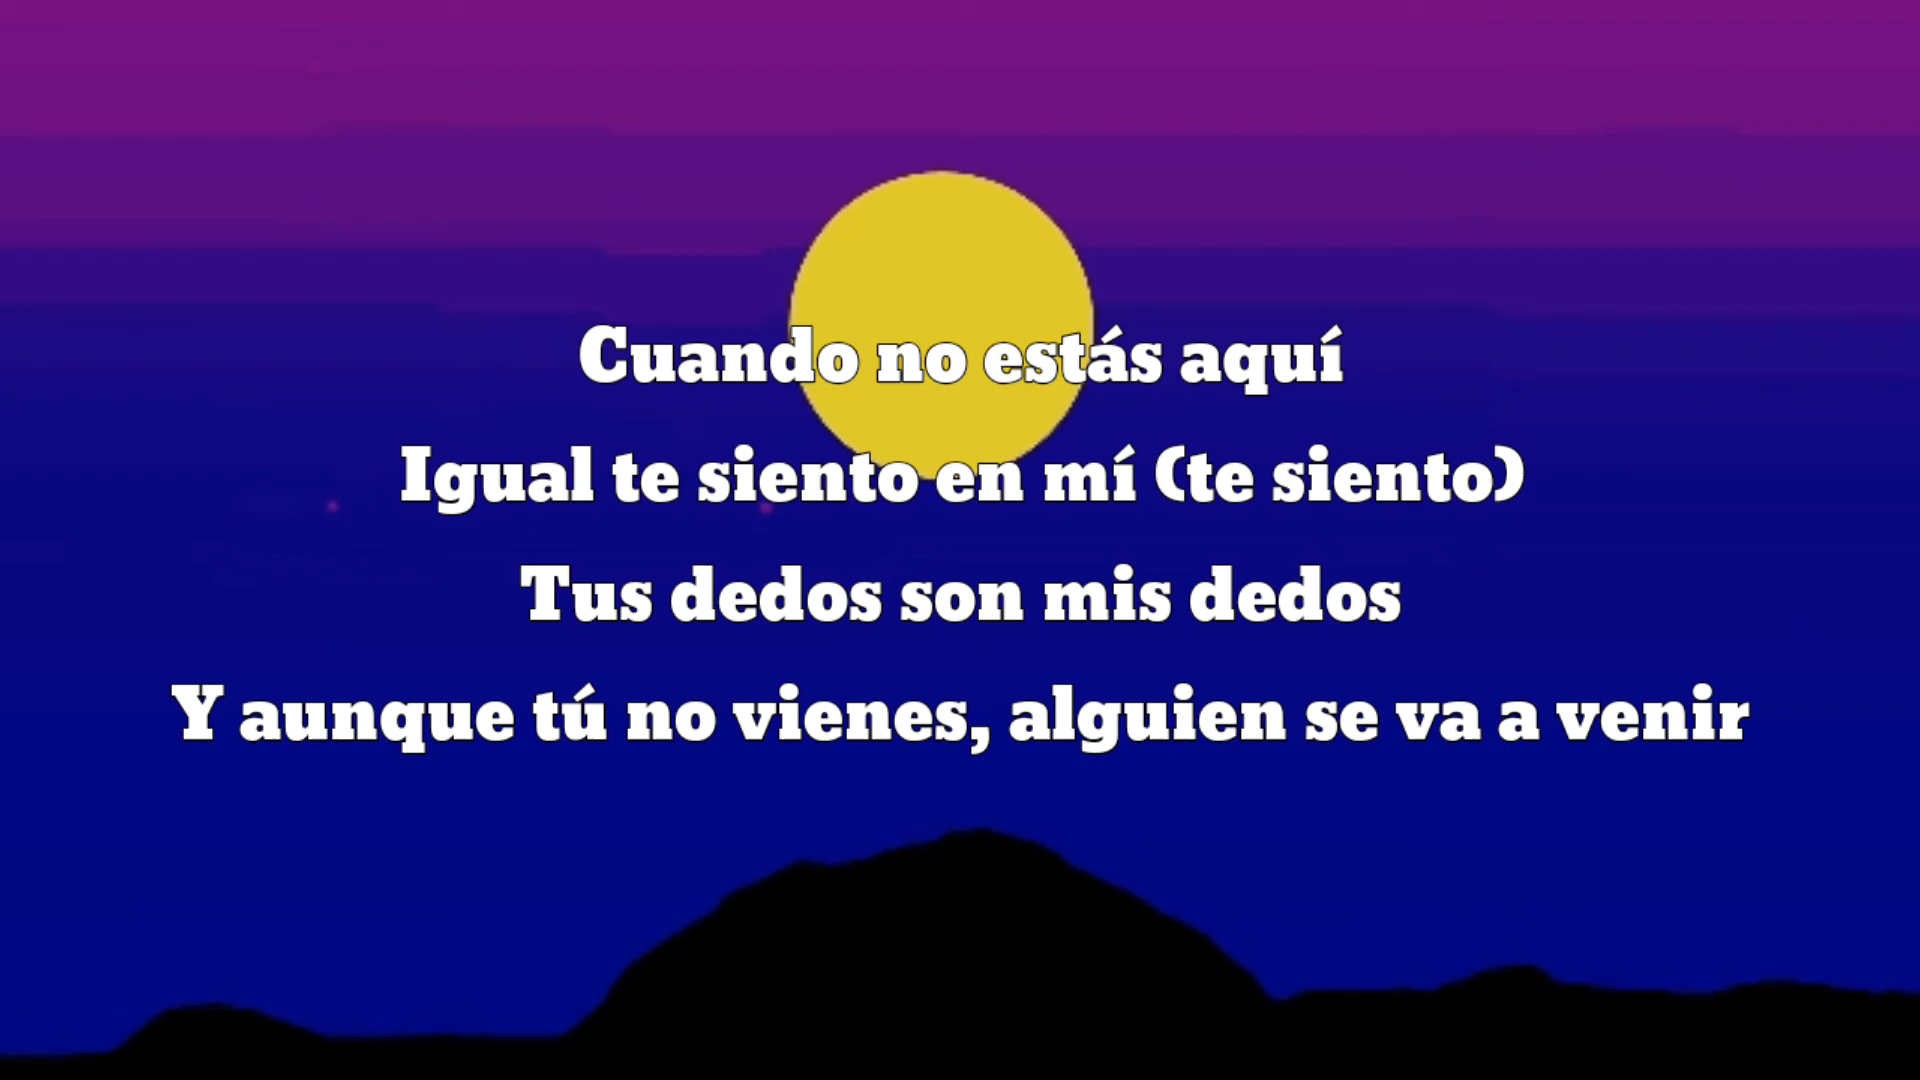 Cuando no estás aquí
Igual te siento en mí (te siento)
Tus dedos son mis dedos
Y aunque tú no vienes, alguien se va a venir